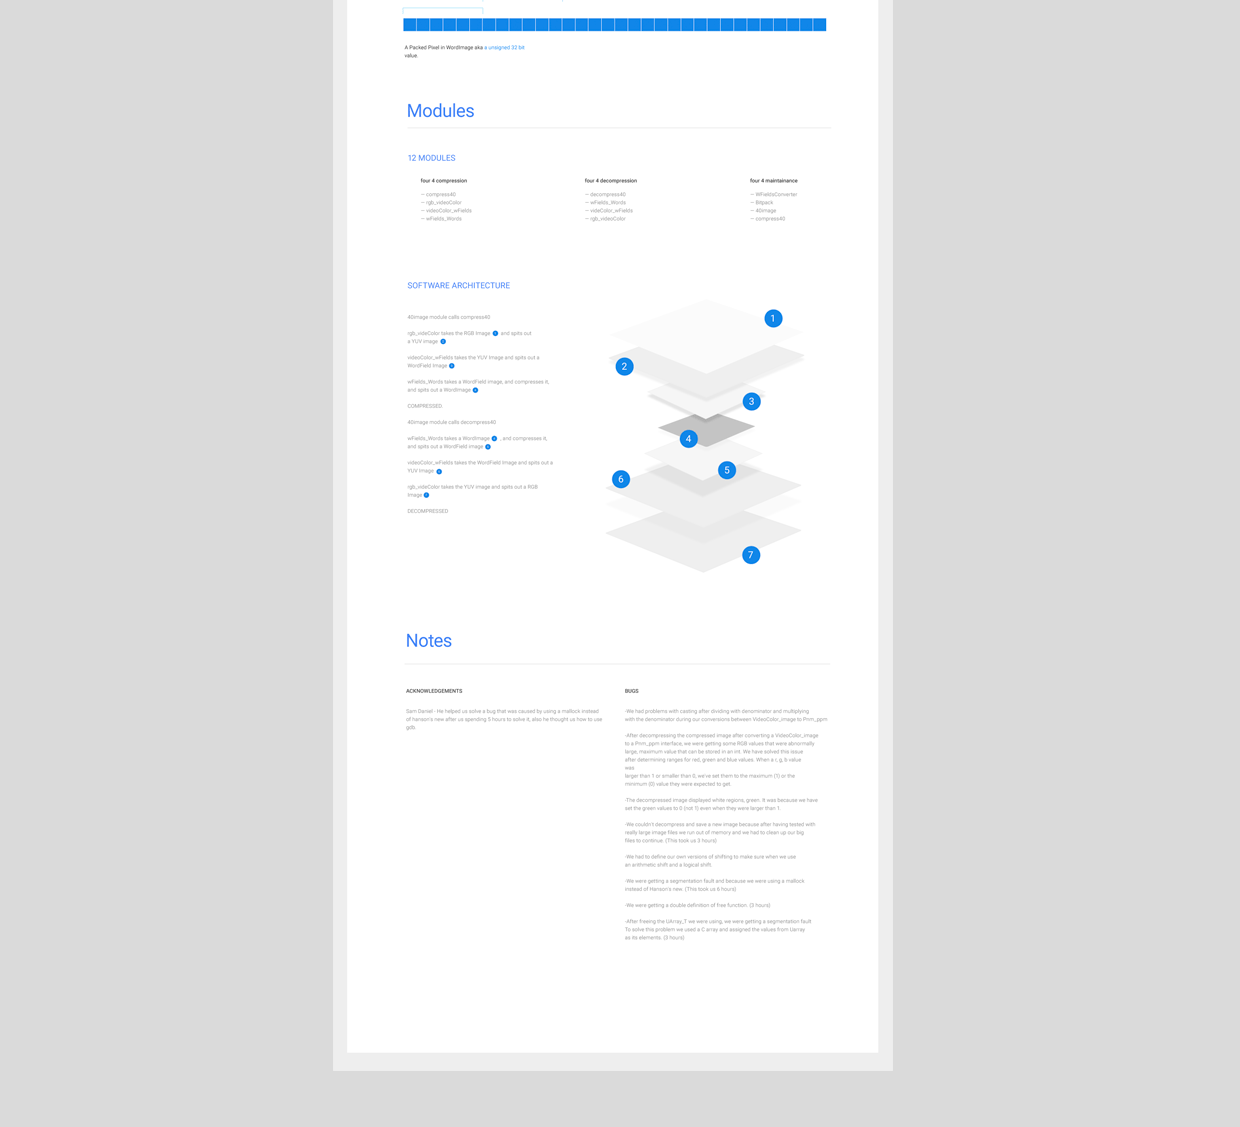 A Packed Pixel in WordImage aka a unsigned 32 bit
value.
Modules
12 MODULES
four 4 compression
– compress40
– rgb_videoColor
– videoColor_wFields
– wFields_Words
four 4 decompression
– decompress40
– wFields_Words
– videColor_wFields
– rgb_videoColor
four 4 maintainance
– WFieldsConverter
– Bitpack
– 40image
– compress40
SOFTWARE ARCHITECTURE
40image module calls compress40
rgb_videColor takes the RGB Image , and spits out
a YUV image
videoColor_wFields takes the YUV Image and spits out a
WordField Image
wFields_Words takes a WordField image, and compresses it,
and spits out a WordImage
COMPRESSED:
40image module calls decompress40
wFields_Words takes a WordImage , and compresses it,
and spits out a WordField image
videoColor_wFields takes the WordField Image and spits out a
YUV Image
rgb_videColor takes the YUV image and spits out a RGB
Image
DECOMPRESSED
1
2
3
4
5
6
7
Notes
ACKNOWLEDGEMENTS
Sam Daniel - He helped us solve a bug that was caused by using a mallock instead
of hanson's new after us spending 5 hours to solve it, also he thought us how to use
gdb.
BUGS
-We had problems with casting after dividing with denominator and multiplying
with the denominator during our conversions between VideoColor_image to Pnm_ppm
-After decompressing the compressed image after converting a VideoColor_image
to a Pnm_ppm interface, we were getting some RGB values that were abnormally
large, maximum value that can be stored in an int. We have solved this issue
after determining ranges for red, green and blue values. When a r, g, b value
was
larger than 1 or smaller than 0, we've set them to the maximum (1) or the
minimum (0) value they were expected to get.
-The decompressed image displayed white regions, green. It was because we have
set the green values to 0 (not 1) even when they were larger than 1.
-We couldn't decompress and save a new image because after having tested with
really large image files we run out of memory and we had to clean up our big
files to continue. (This took us 3 hours)
-We had to define our own versions of shifting to make sure when we use
an arithmetic shift and a logical shift.
-We were getting a segmentation fault and because we were using a mallock
instead of Hanson's new. (This took us 6 hours)
-We were getting a double definition of free function. (3 hours)
-After freeing the UArray_T we were using, we were getting a segmentation fault
To solve this problem we used a C array and assigned the values from Uarray
as its elements. (3 hours)